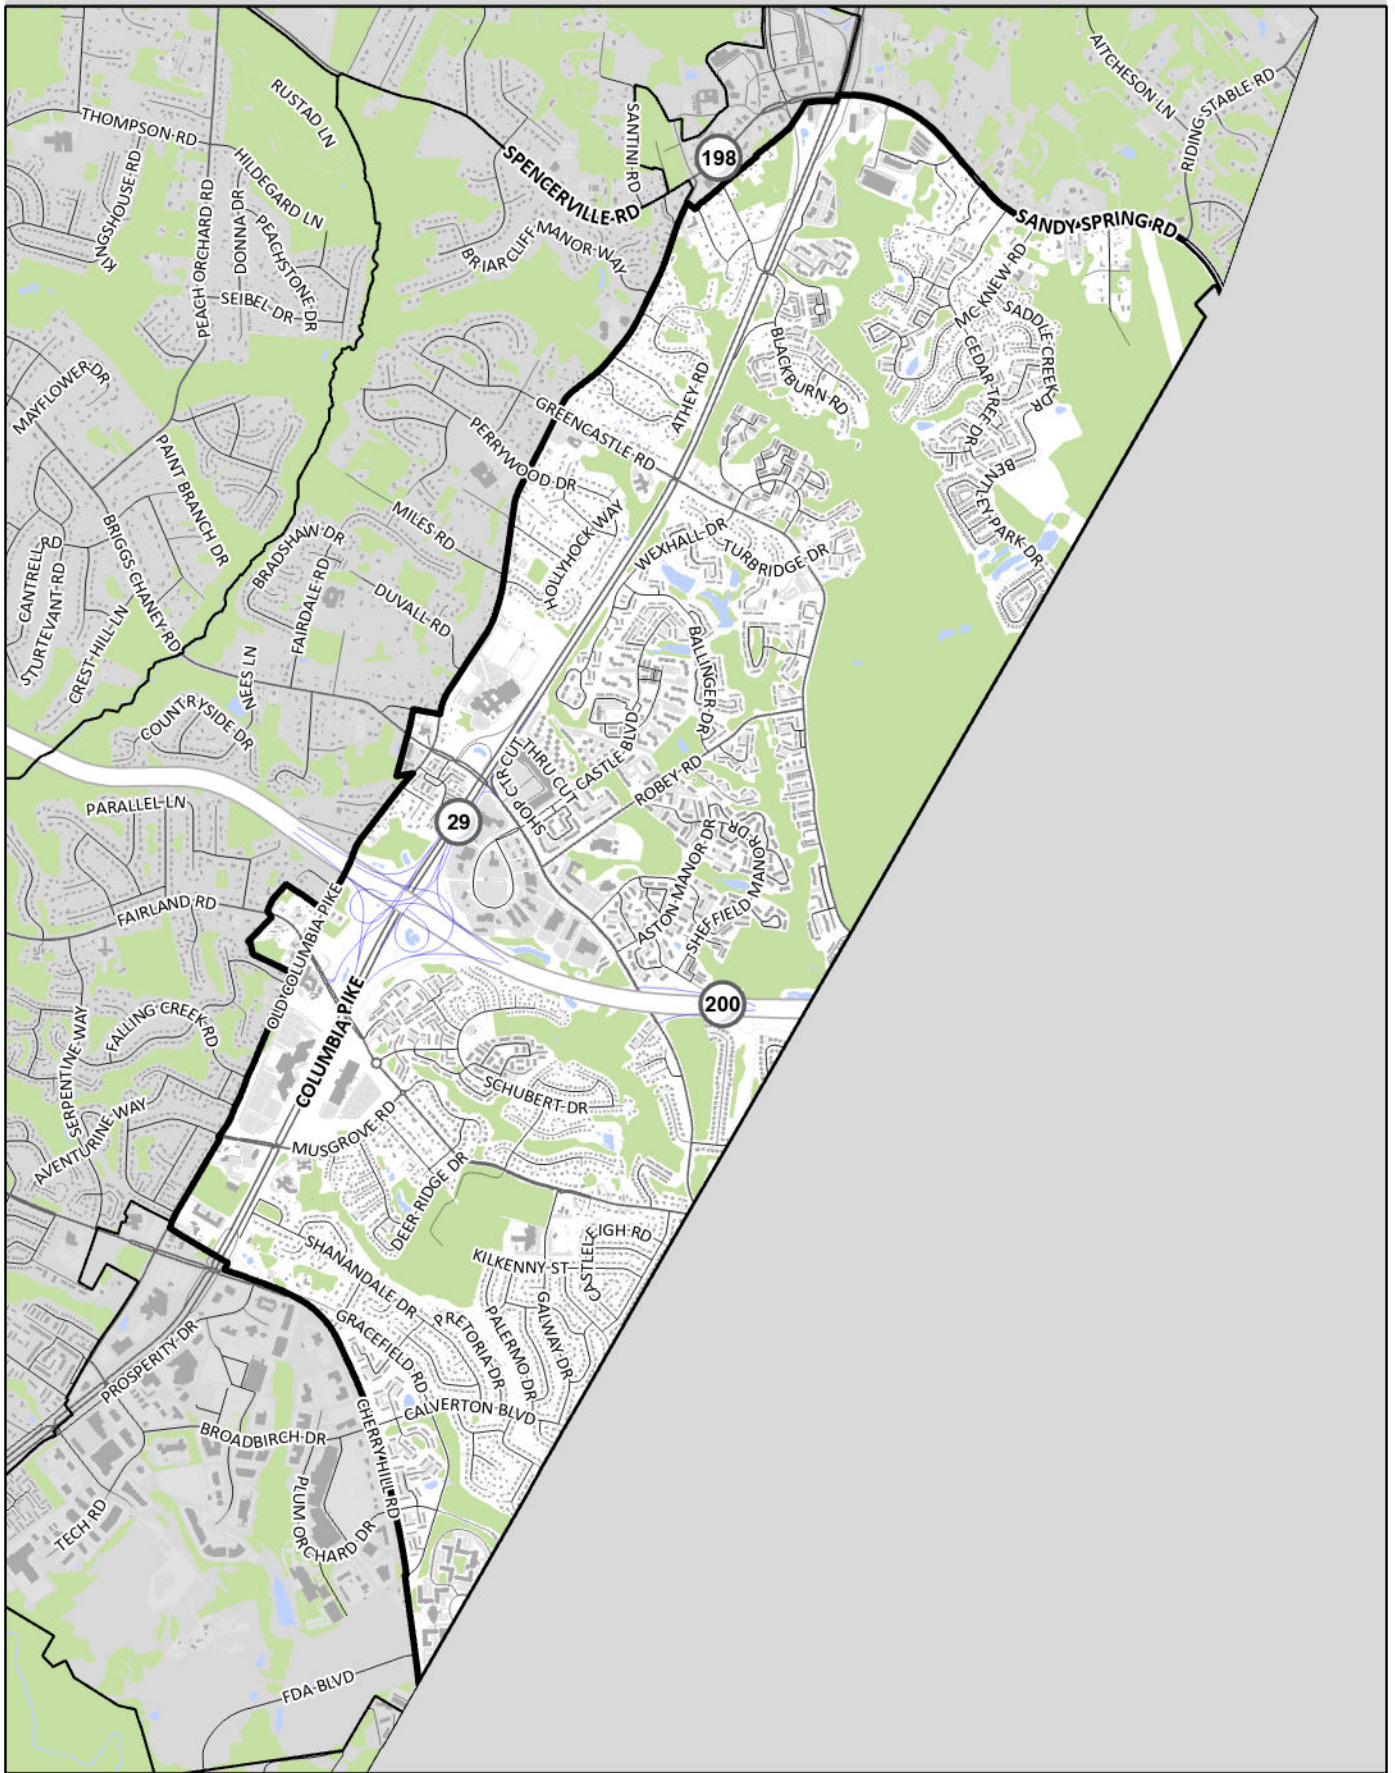 AITCHESON LN
RIDING STABLE RD
RUSTAD LN
THOMPSON RD
SANTINI RD
198
SPENCERVILLE RD
HILDEGARD LN
KINGSHOUSE RD
PEACH ORCHARD RD
DONNA DR
PEACHSTONE DR
BRIARCLIFF MANOR WAY
SANDY SPRING RD
SEIBEL DR
MC KNEW RD
SADDLE CREEK DR
MAYFLOWER DR
BLACKBURN RD
CEDAR TREE DR
ATHEY RD
GREENCASTLE RD
PERRYWOOD DR
BENTLEY PARK DR
PAINT BRANCH DR
MILES RD
HOLLYHOCK WAY
WEXHALL DR
TURBRIDGE DR
BRADSHAW DR
BRIGGS CHANEY RD
CANTRELL RD
STURTEVANT RD
CREST HILL LN
FAIRDALE RD
DUVALL RD
NEES LN
COUNTRYSIDE DR
BALLINGER DR
CASTLE BLVD
THRU CUT
SHOP CTR CUT
ROBEY RD
PARALLEL LN
29
ASTON MANOR DR
DR
SHEFFIELD MANOR DR
FAIRLAND RD
OLD COLUMBIA PIKE
COLUMBIA PIKE
200
FALLING CREEK RD
SERPENTINE WAY
AVENTURINE WAY
SCHUBERT DR
MUSGROVE RD
DEER RIDGE DR
CASTLELEIGH RD
KILKENNY ST
SHANANDALE DR
GRACEFIELD RD
PRETORIA DR
PALERMO DR
GALWAY DR
PROSPERITY DR
CALVERTON BLVD
BROADBIRCH DR
CHERRY HILL RD
PLUM ORCHARD DR
TECH RD
FDA BLVD